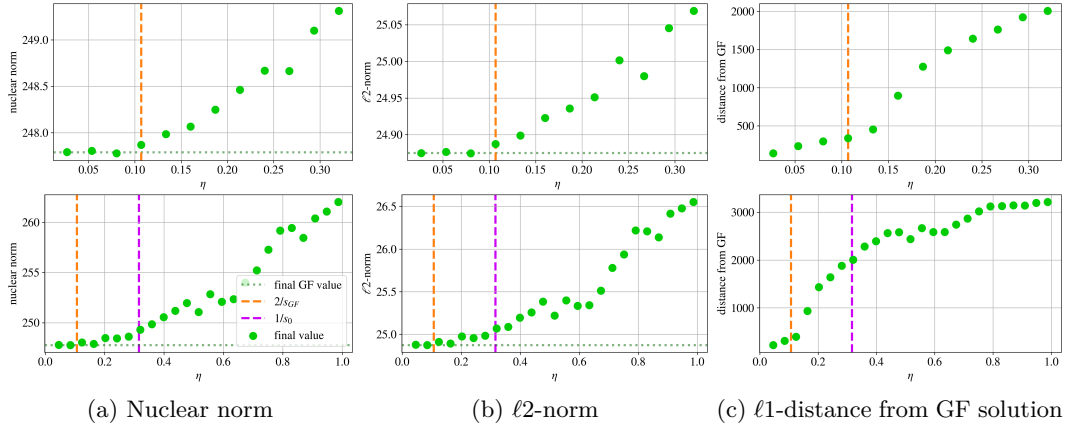 249.0
248.5
248.0
nuclear norm
0.05 0.10 0.15 0.20 0.25 0.30
η
25.05
25.00
24.95
24.90
ℓ2-norm
0.05 0.10 0.15 0.20 0.25 0.30
η
2000
1500
1000
500
distance from GF
0.05 0.10 0.15 0.20 0.25 0.30
η
260
255
250
nuclear norm
0.0 0.2 0.4 0.6 0.8 1.0
η
final GF value
2/s_GF
1/s_0
final value
26.5
26.0
25.5
25.0
ℓ2-norm
0.0 0.2 0.4 0.6 0.8 1.0
η
3000
2000
1000
distance from GF
0.0 0.2 0.4 0.6 0.8 1.0
η
(a) Nuclear norm
(b) ℓ2-norm
(c) ℓ1-distance from GF solution